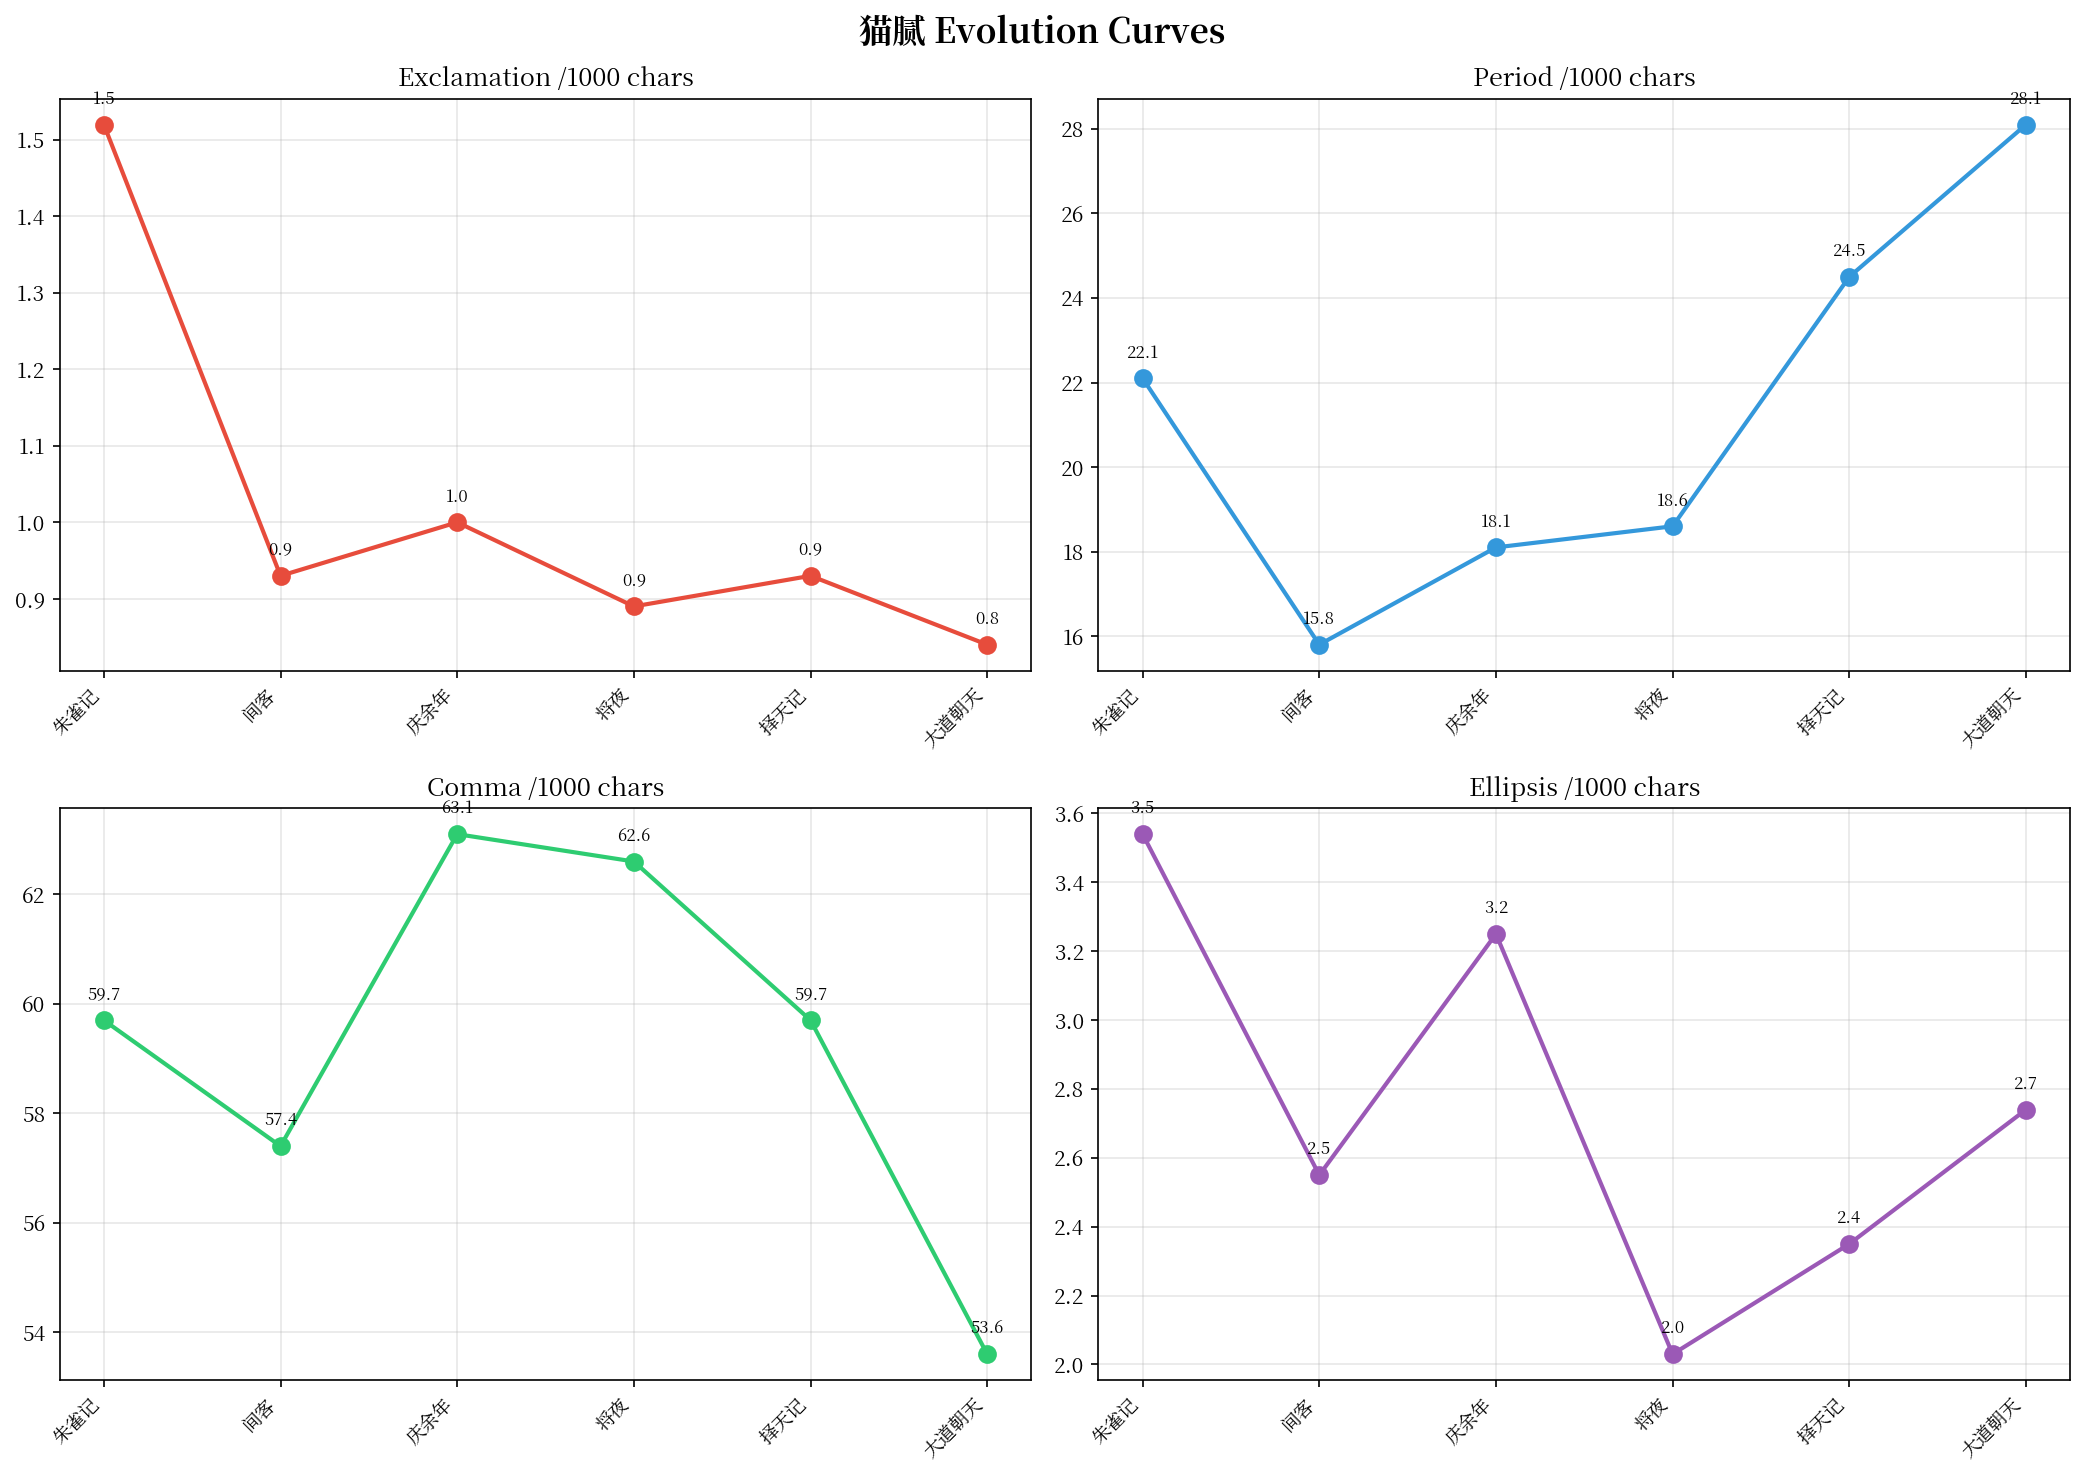 猫腻 Evolution Curves
Exclamation /1000 chars
1.5
1.5
1.4
1.3
1.2
1.1
1.0
0.9
0.9
1.0
0.9
0.9
0.8
朱雀记
间客
庆余年
将夜
择天记
大道朝天
Period /1000 chars
28.1
28
26
24
22
20
18
16
22.1
15.8
18.1
18.6
24.5
朱雀记
间客
庆余年
将夜
择天记
大道朝天
Comma /1000 chars
63.1
62
60
58
56
54
59.7
57.4
62.6
59.7
53.6
朱雀记
间客
庆余年
将夜
择天记
大道朝天
Ellipsis /1000 chars
3.5
3.6
3.4
3.2
3.0
2.8
2.6
2.4
2.2
2.0
2.5
3.2
2.0
2.4
2.7
朱雀记
间客
庆余年
将夜
择天记
大道朝天